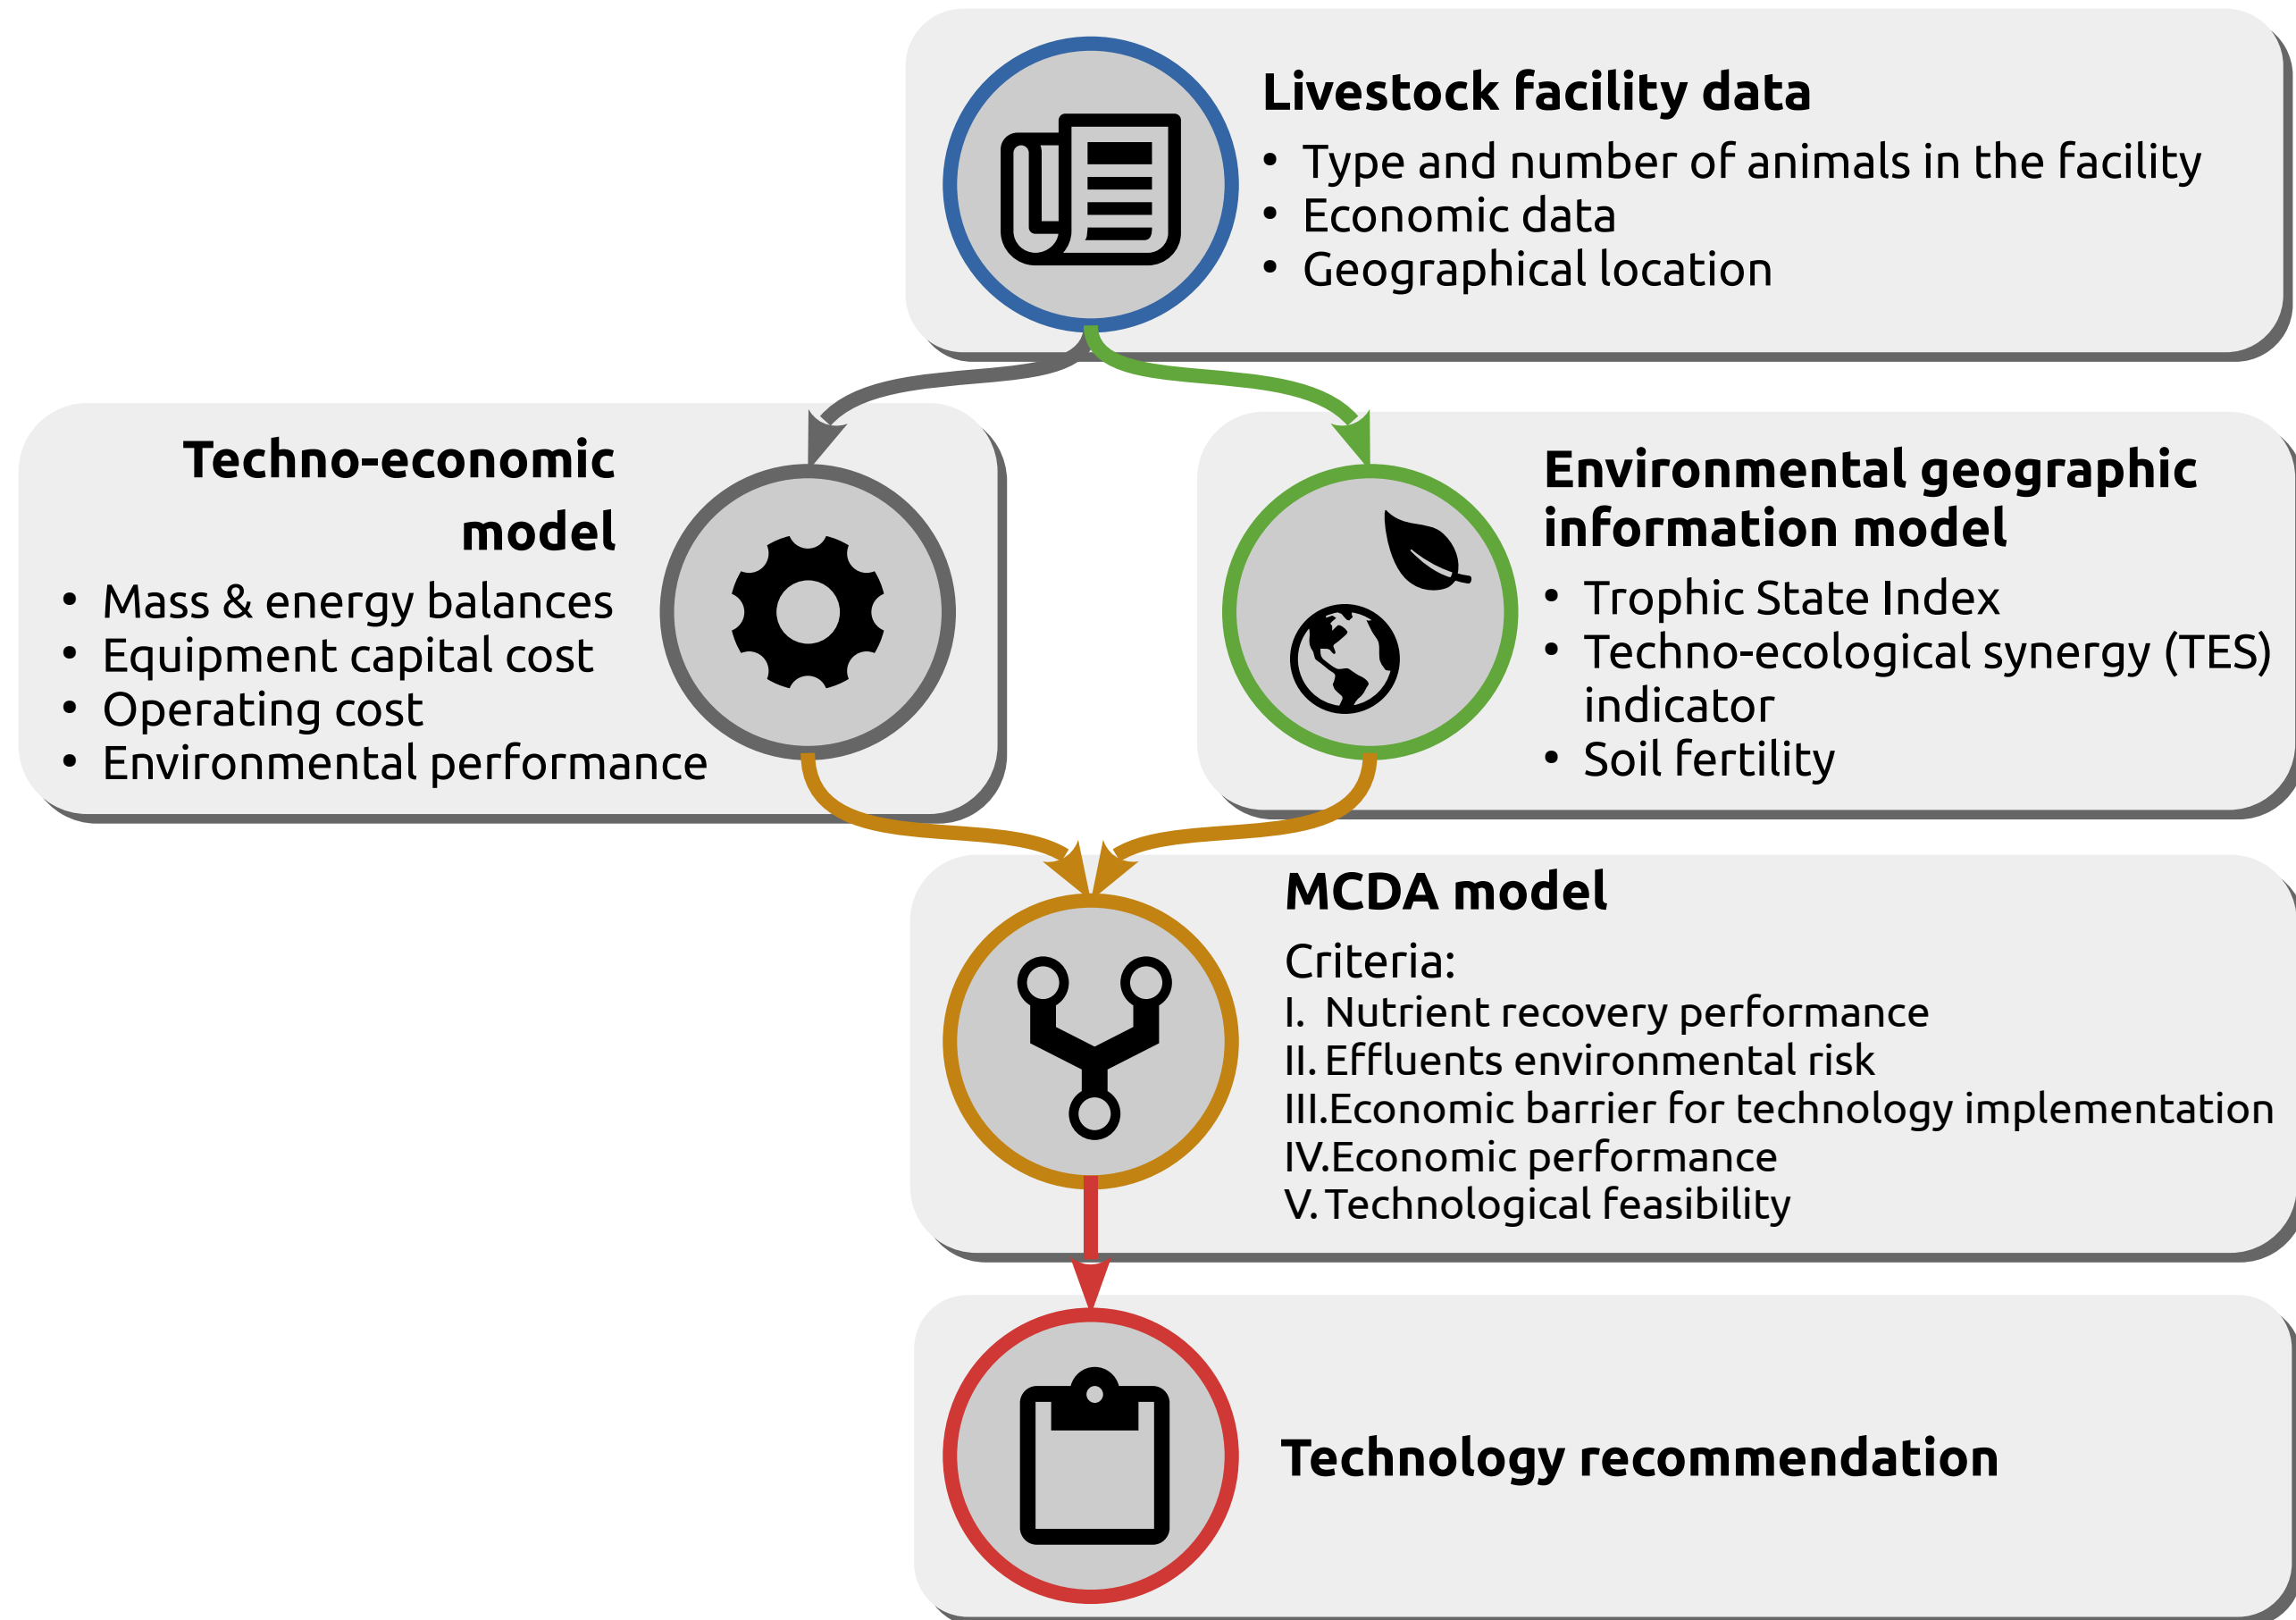 Livestock facility data
• Type and number of animals in the facility
• Economic data
• Geographical location
Techno-economic
model
• Mass & energy balances
• Equipment capital cost
• Operating cost
• Environmental performance
Environmental geographic
information model
• Trophic State Index
• Techno-ecological synergy (TES)
indicator
• Soil fertility
MCDA model
Criteria:
I. Nutrient recovery performance
II. Effluents environmental risk
III.Economic barrier for technology implementation
IV.Economic performance
V. Technological feasibility
Technology recommendation